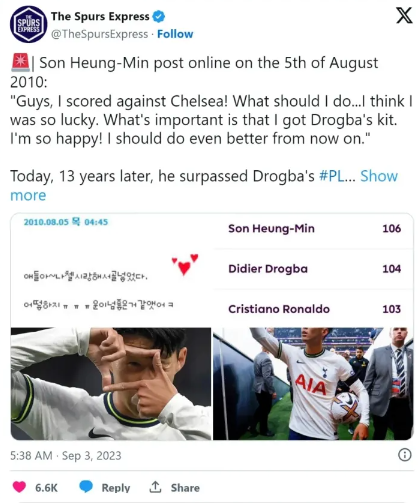 The Spurs Express
@TheSpursExpress · Follow
| Son Heung-Min post online on the 5th of August
2010:
"Guys, I scored against Chelsea! What should I do...I think I
was so lucky. What's important is that I got Drogba's kit.
I'm so happy! I should do even better from now on."
Today, 13 years later, he surpassed Drogba's #PL... Show
more
2010.08.05 목 04:45
얘들아~나첼시랑해서골넣었다.
어떻하지ㅠㅠㅠ운이넘좋은거같앴어ㅋ
Son Heung-Min 106
Didier Drogba 104
Cristiano Ronaldo 103
AIA
5:38 AM · Sep 3, 2023
6.6K Reply Share